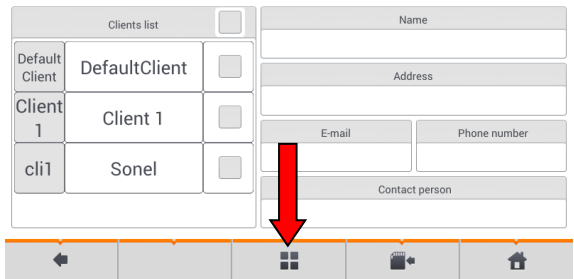 Clients list
Default
Client
DefaultClient
Client
1
Client 1
cli1
Sonel
Name
Address
E-mail
Phone number
Contact person